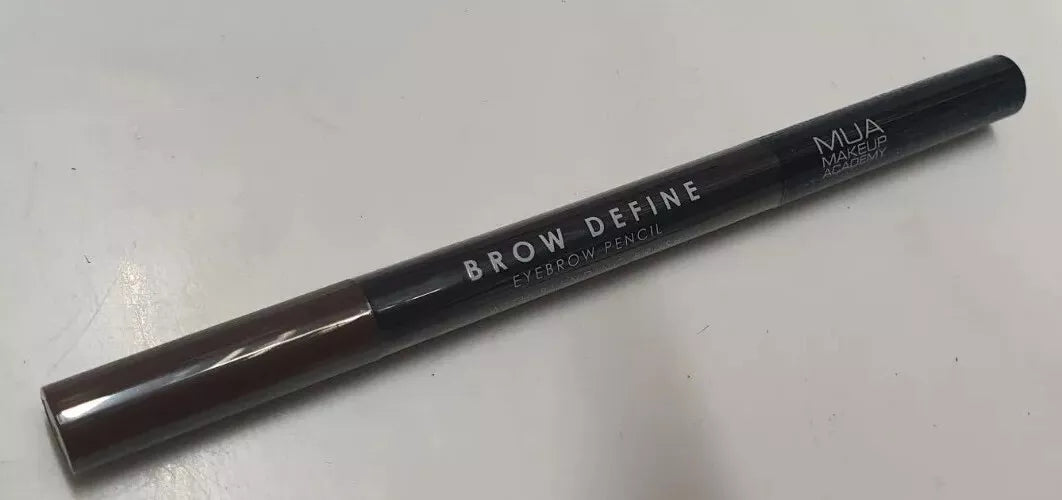 BROW DEFINE
EYEBROW PENCIL
MUA
MAKEUP
ACADEMY